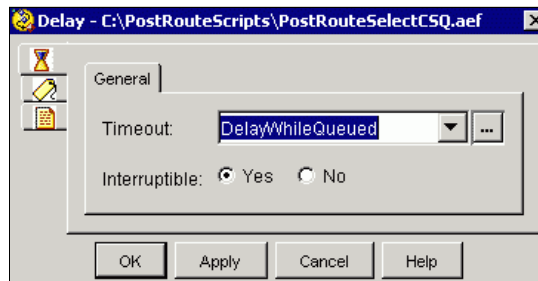 Delay - C:\PostRouteScripts\PostRouteSelectCSQ.aef
General
Timeout: DelayWhileQueued ...
Interruptible: Yes No
OK Apply Cancel Help